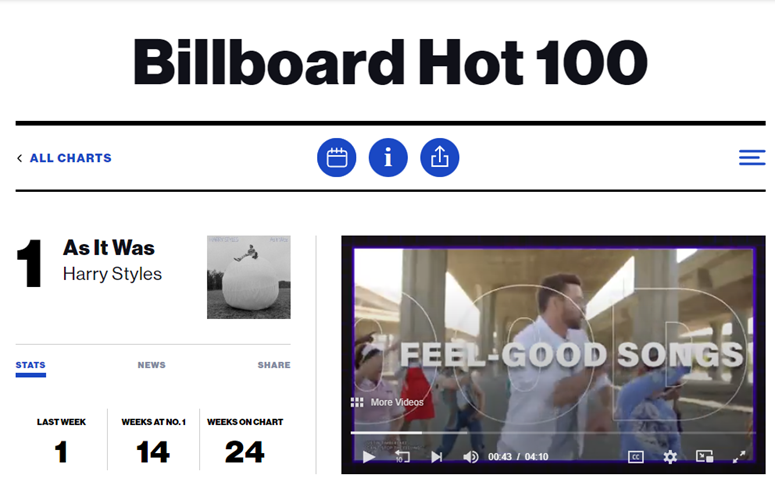 Billboard Hot 100
ALL CHARTS
1
As It Was
Harry Styles
STATS
NEWS
SHARE
LAST WEEK
1
WEEKS AT NO. 1
14
WEEKS ON CHART
24
GOOD
FEEL-GOOD SONGS
More Videos
10
00:43 / 04:10
CC